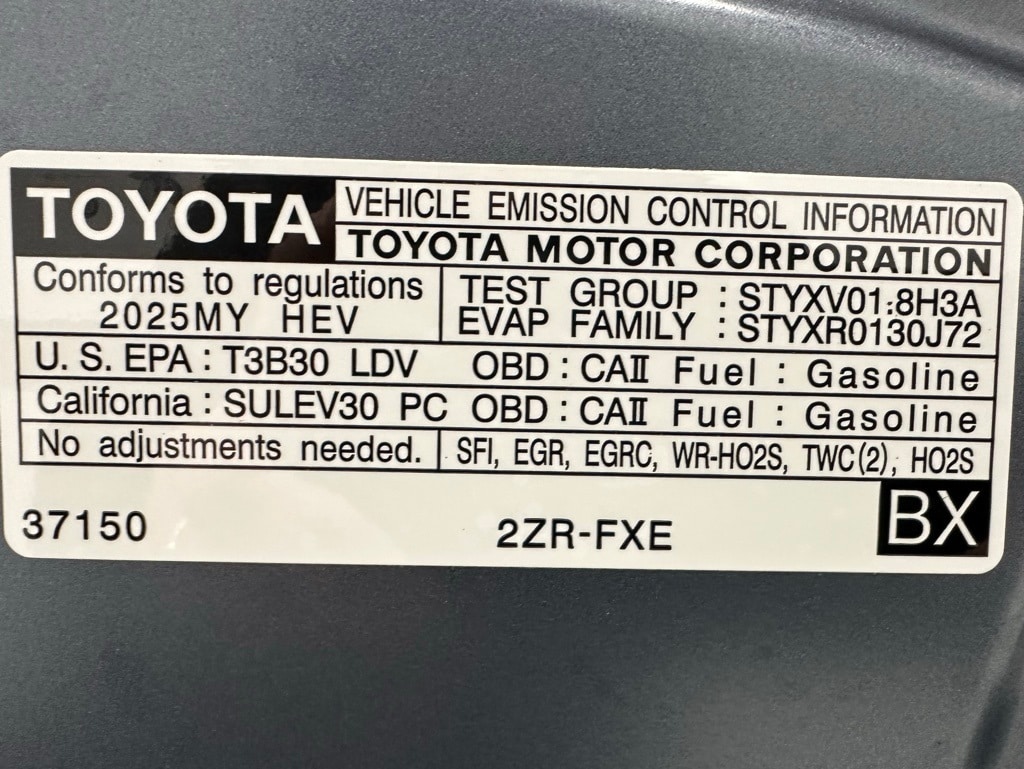 TOYOTA
VEHICLE EMISSION CONTROL INFORMATION
TOYOTA MOTOR CORPORATION
Conforms to regulations
2025MY HEV
TEST GROUP : STYXV01.8H3A
EVAP FAMILY : STYXR0130J72
U. S. EPA : T3B30 LDV OBD : CAII Fuel : Gasoline
California : SULEV30 PC OBD : CAII Fuel : Gasoline
No adjustments needed.
SFI, EGR, EGRC, WR-HO2S, TWC(2), HO2S
37150
2ZR-FXE
BX